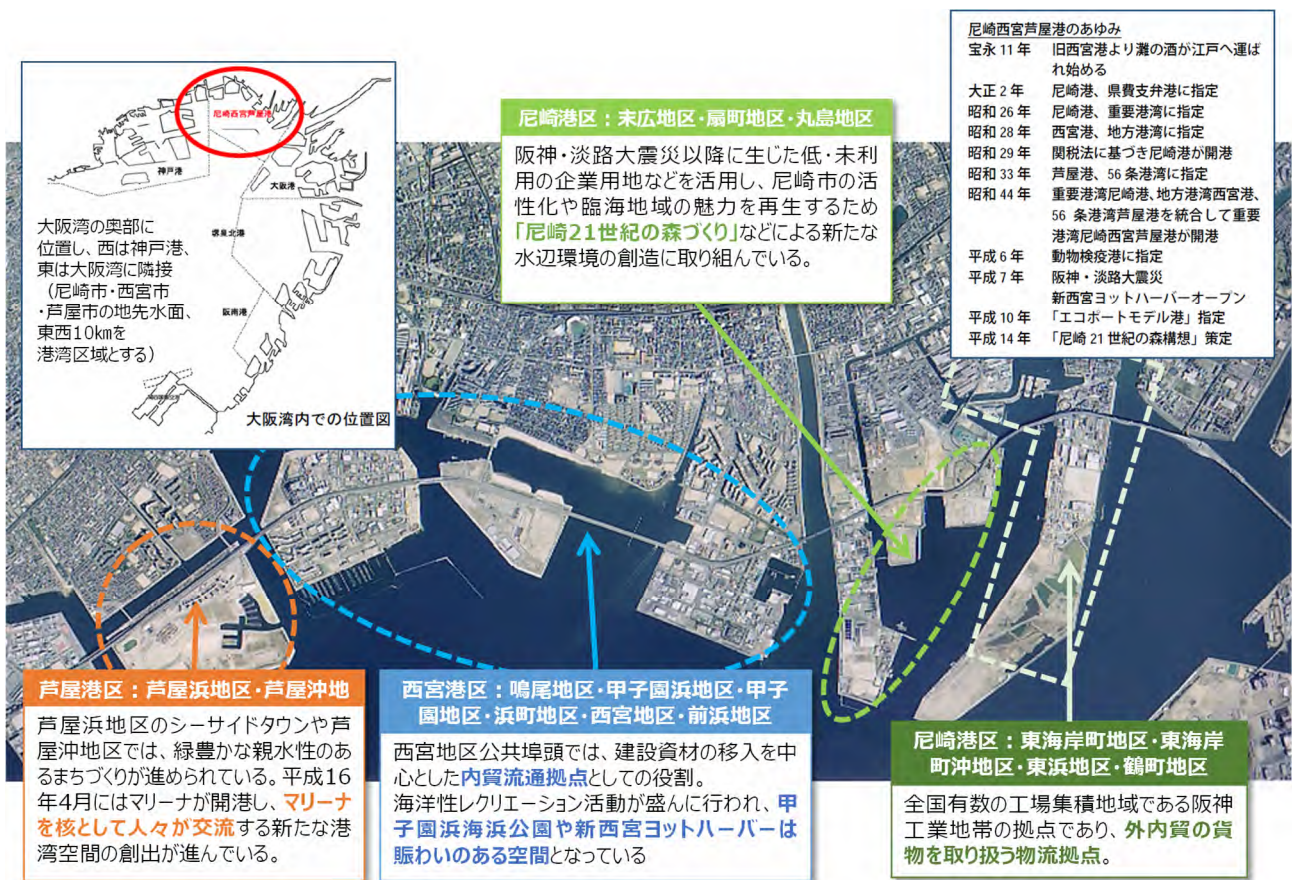 尼崎西宮芦屋港
神戸港
大阪港
堺泉北港
阪南港
大阪湾の奥部に
位置し、西は神戸港、
東は大阪湾に隣接
(尼崎市・西宮市
・芦屋市の地先水面、
東西10kmを
港湾区域とする)
大阪湾内での位置図
尼崎港区:末広地区・扇町地区・丸島地区
阪神・淡路大震災以降に生じた低・未利
用の企業用地などを活用し、尼崎市の活
性化や臨海地域の魅力を再生するため
「尼崎21世紀の森づくり」などによる新たな
水辺環境の創造に取り組んでいる。
尼崎西宮芦屋港のあゆみ
宝永 11 年 旧西宮港より灘の酒が江戸へ運ば
れ始める
大正 2 年 尼崎港、県費支弁港に指定
昭和 26 年 尼崎港、重要港湾に指定
昭和 28 年 西宮港、地方港湾に指定
昭和 29 年 関税法に基づき尼崎港が開港
昭和 33 年 芦屋港、56 条港湾に指定
昭和 44 年 重要港湾尼崎港、地方港湾西宮港、
56 条港湾芦屋港を統合して重要
港湾尼崎西宮芦屋港が開港
平成 6 年 動物検疫港に指定
平成 7 年 阪神・淡路大震災
新西宮ヨットハーバーオープン
平成 10 年 「エコポートモデル港」指定
平成 14 年 「尼崎 21 世紀の森構想」策定
芦屋港区:芦屋浜地区・芦屋沖地
芦屋浜地区のシーサイドタウンや芦
屋沖地区では、緑豊かな親水性のあ
るまちづくりが進められている。平成16
年4月にはマリーナが開港し、マリーナ
を核として人々が交流する新たな港
湾空間の創出が進んでいる。
西宮港区:鳴尾地区・甲子園浜地区・甲子
園地区・浜町地区・西宮地区・前浜地区
西宮地区公共埠頭では、建設資材の移入を中
心とした内貿流通拠点としての役割。
海洋性レクリエーション活動が盛んに行われ、甲
子園浜海浜公園や新西宮ヨットハーバーは
賑わいのある空間となっている
尼崎港区:東海岸町地区・東海岸
町沖地区・東浜地区・鶴町地区
全国有数の工場集積地域である阪神
工業地帯の拠点であり、外内貿の貨
物を取り扱う物流拠点。